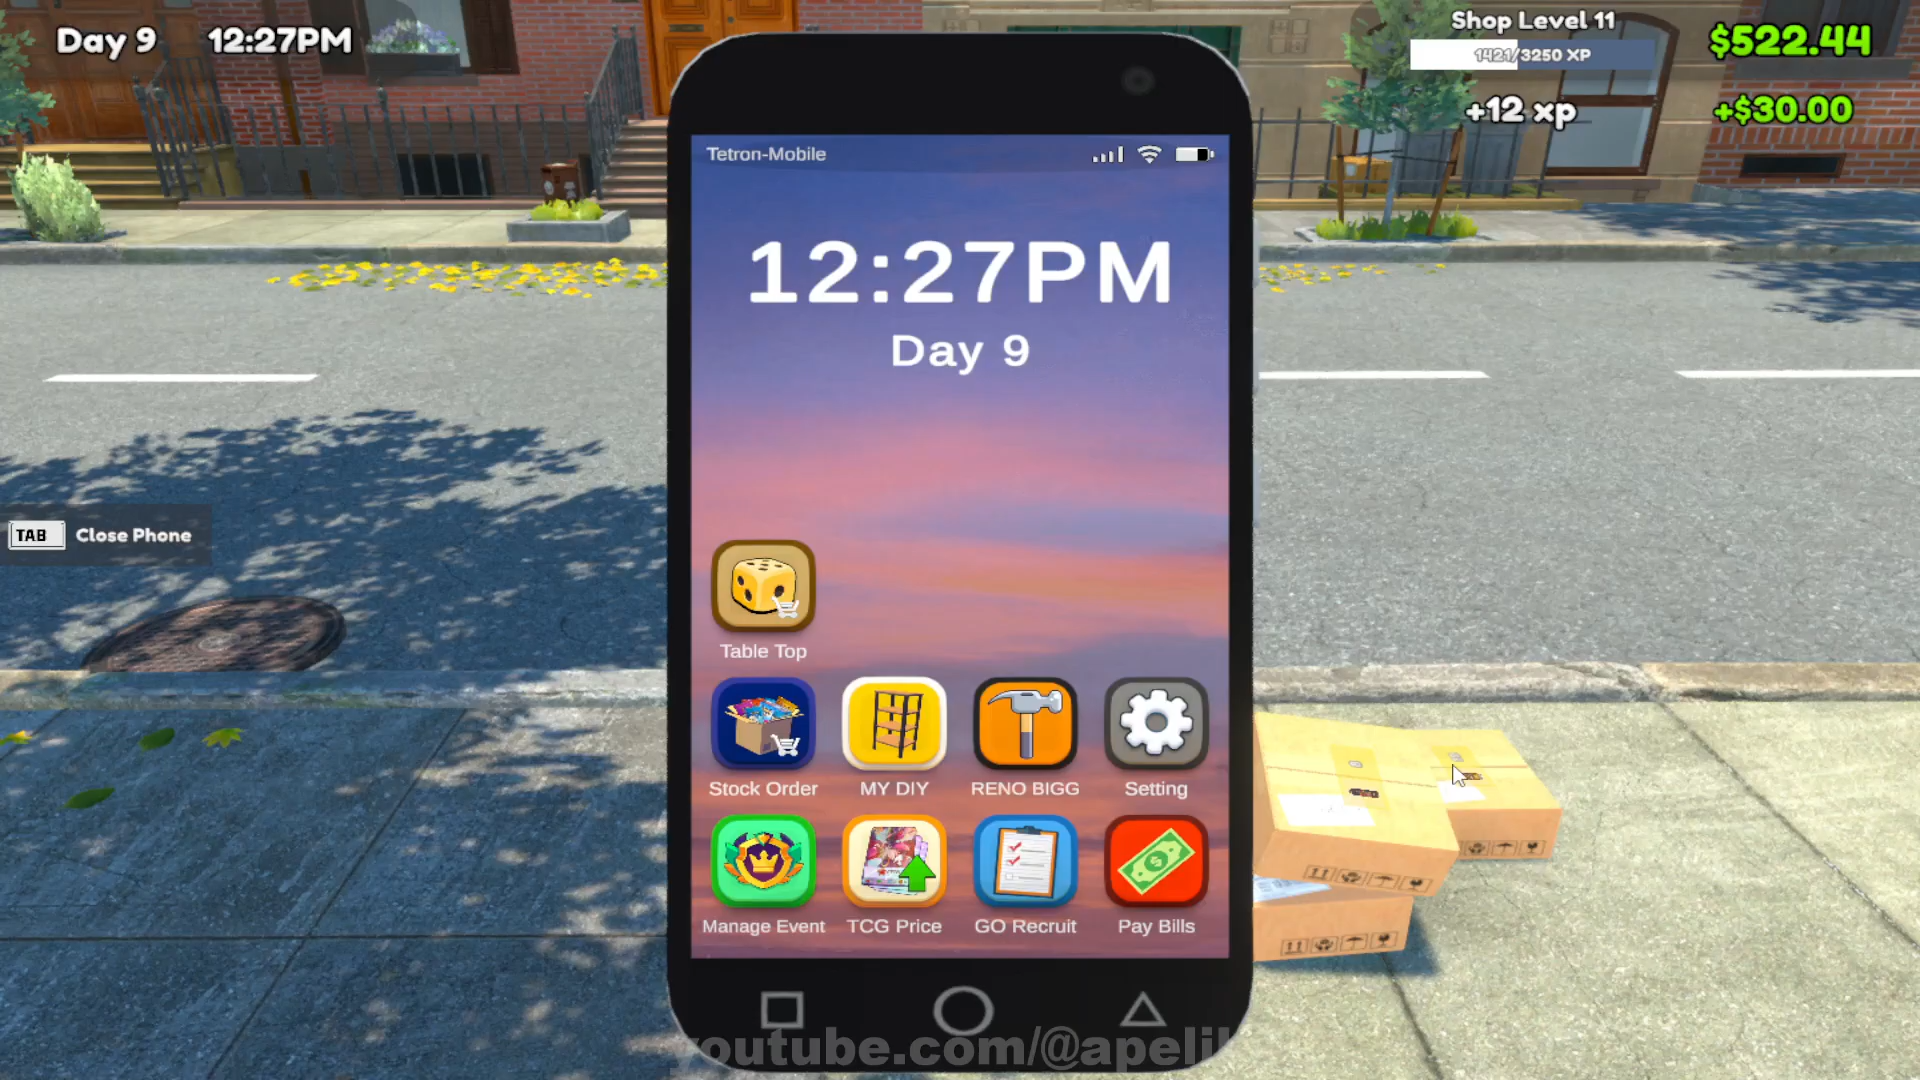 Day 9
12:27PM
Shop Level 11
1421/3250 XP
$522.44
+12 xp
+$30.00
Tetron-Mobile
12:27PM
Day 9
TAB
Close Phone
Table Top
Stock Order
MY DIY
RENO BIGG
Setting
Manage Event
TCG Price
GO Recruit
Pay Bills
youtube.com/@apeli